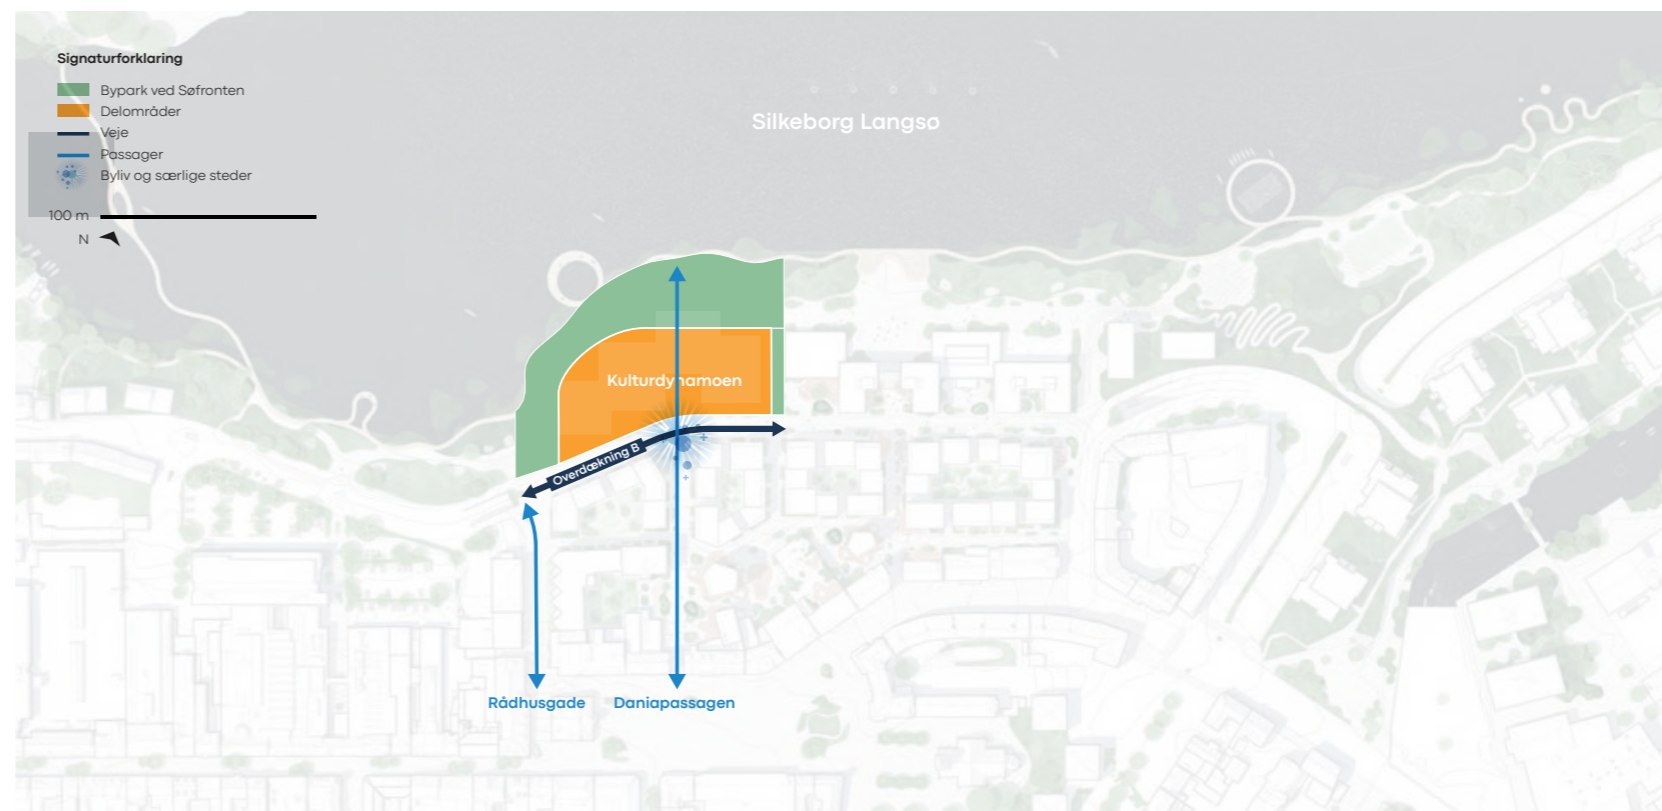 Signaturforklaring
Bypark ved Søfronten
Delområder
Veje
Passager
Byliv og særlige steder
100 m
N
Silkeborg Langsø
Kulturdynamoen
Overdækning B
Rådhusgade
Daniapassagen